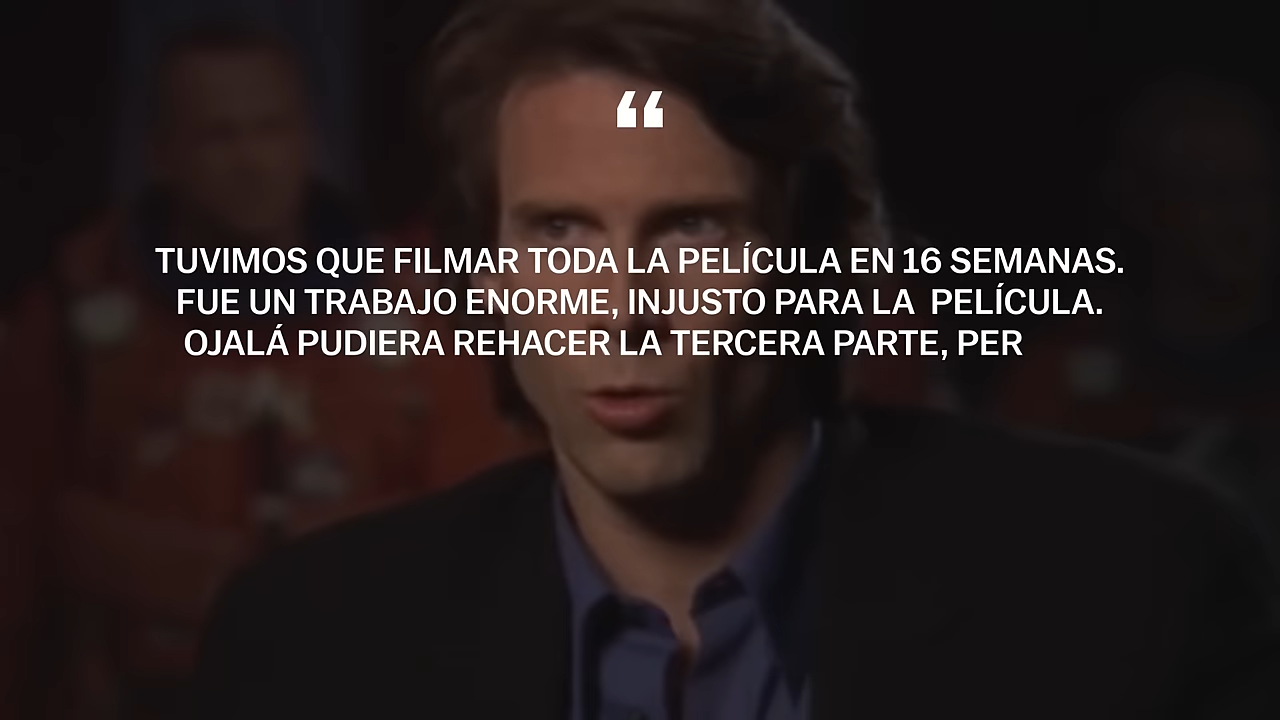 “
TUVIMOS QUE FILMAR TODA LA PELÍCULA EN 16 SEMANAS.
FUE UN TRABAJO ENORME, INJUSTO PARA LA PELÍCULA.
OJALÁ PUDIERA REHACER LA TERCERA PARTE, PER